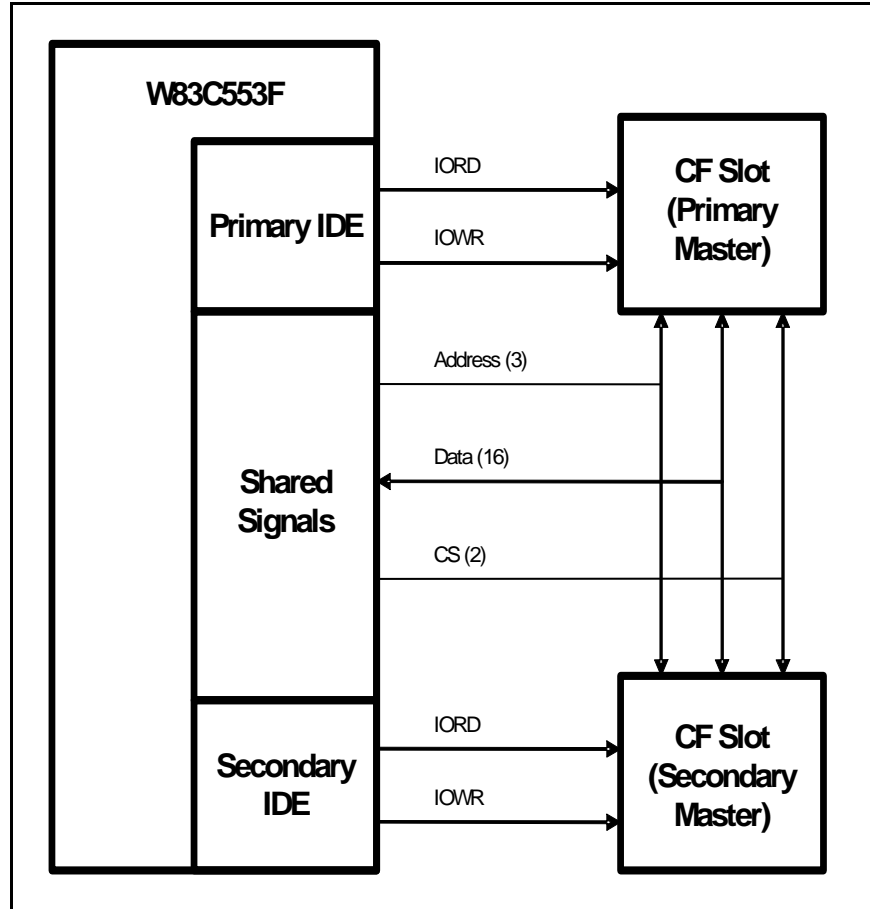 W83C553F
Primary IDE
IORD
IOWR
CF Slot
(Primary
Master)
Address (3)
Data (16)
Shared
Signals
CS (2)
Secondary
IDE
IORD
IOWR
CF Slot
(Secondary
Master)